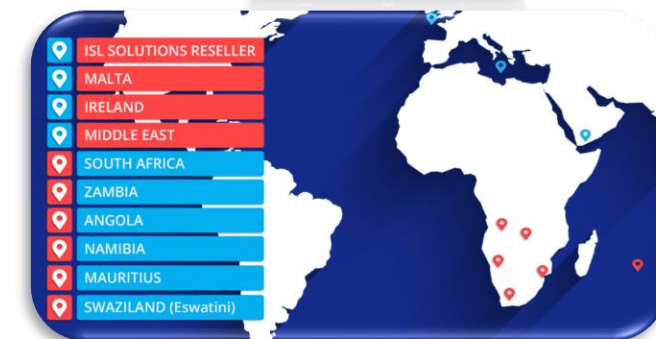 ISL SOLUTIONS RESELLER
MALTA
IRELAND
MIDDLE EAST
SOUTH AFRICA
ZAMBIA
ANGOLA
NAMIBIA
MAURITIUS
SWAZILAND (Eswatini)